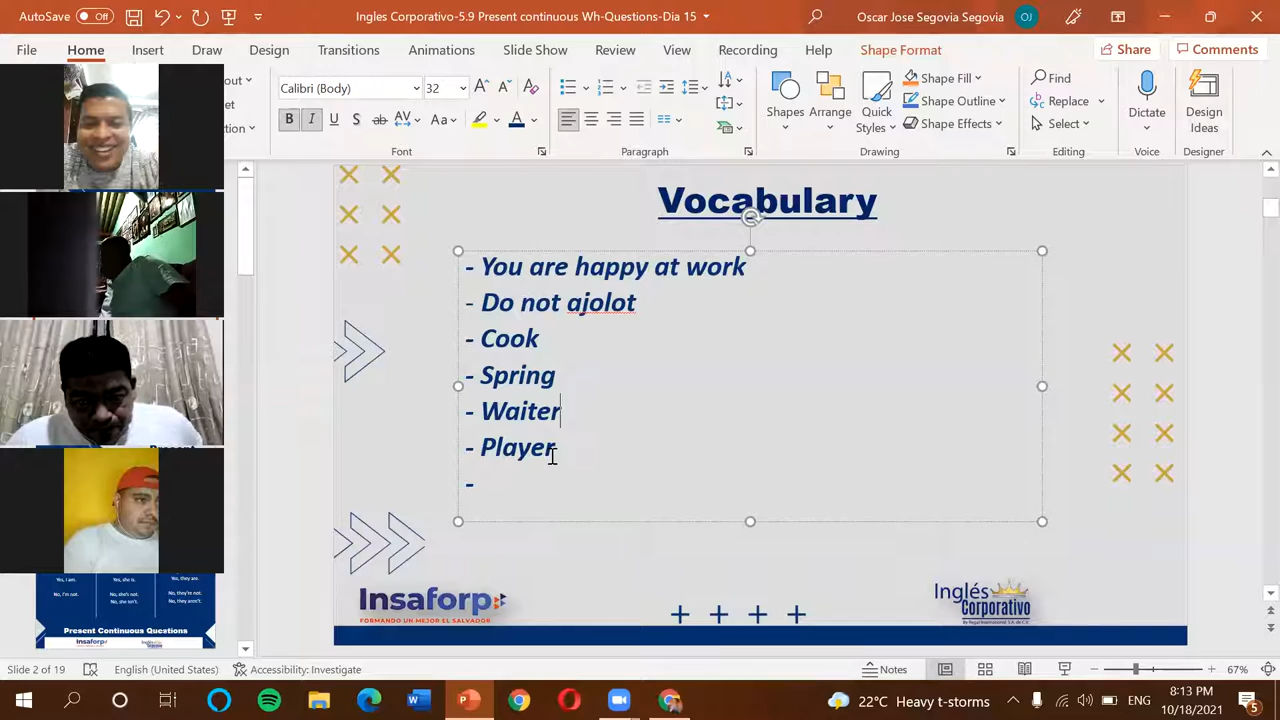 AutoSave Off
Ingles Corporativo-5.9 Present continuous Wh-Questions-Dia 15
Oscar Jose Segovia Segovia
OJ
File Home Insert Draw Design Transitions Animations Slide Show Review View Recording Help Shape Format
Share Comments
Calibri (Body) 32
Shapes Arrange Quick Styles
Shape Fill
Shape Outline
Shape Effects
Find
Replace
Select
Dictate
Design Ideas
Font Paragraph Drawing Editing Voice Designer
Vocabulary
- You are happy at work
- Do not ajolot
- Cook
- Spring
- Waiter
- Player
-
Insaforp
FORMANDO UN MEJOR EL SALVADOR
Inglés Corporativo
by Regal International, S.A. de C.V.
Yes, I am. Yes, she is. Yes, they are.
No, I'm not. No, she's not. No, they're not.
No, she isn't. No, they aren't.
Present Continuous Questions
Slide 2 of 19
English (United States)
Accessibility: Investigate
Notes
67%
22°C Heavy t-storms
ENG
8:13 PM
10/18/2021
5